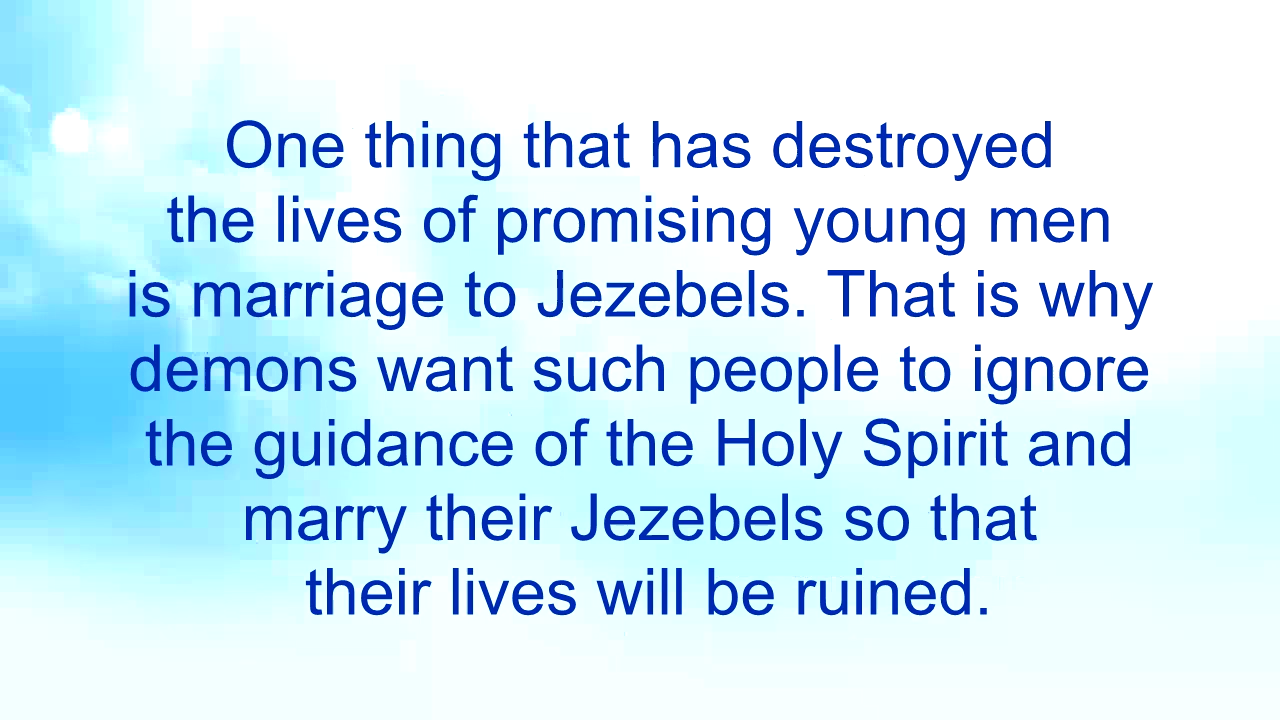 One thing that has destroyed
the lives of promising young men
is marriage to Jezebels. That is why
demons want such people to ignore
the guidance of the Holy Spirit and
marry their Jezebels so that
their lives will be ruined.